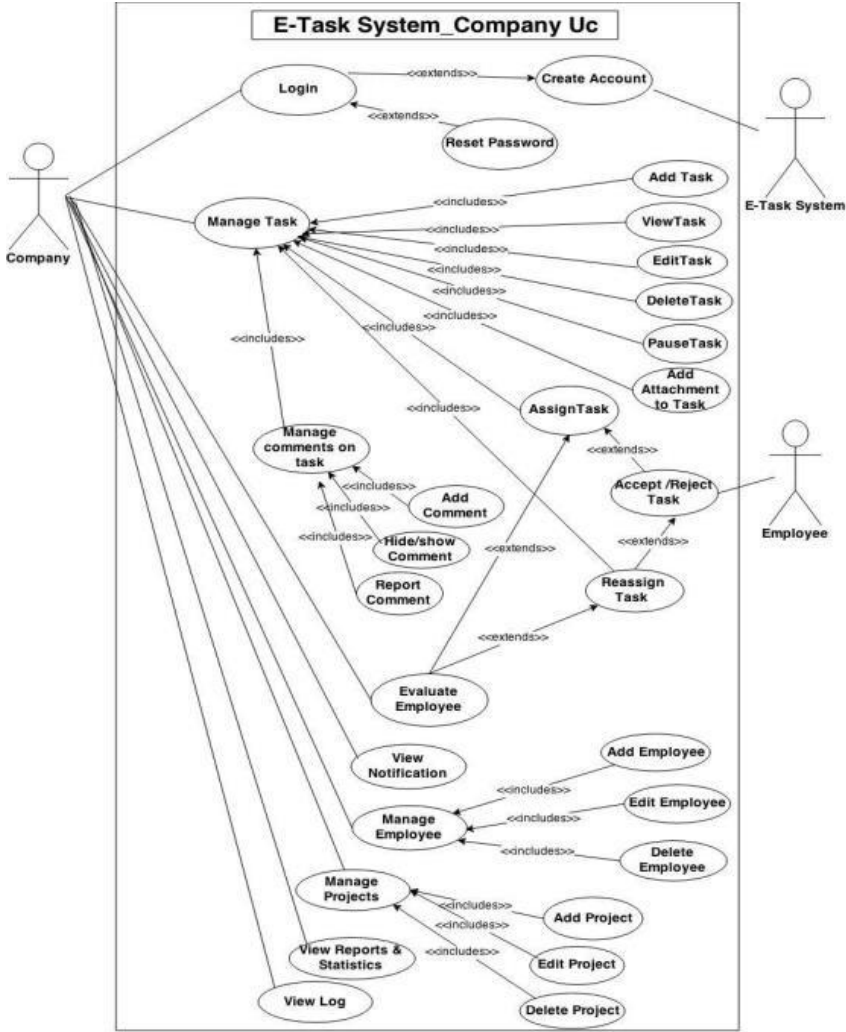 E-Task System_Company Uc
<<extends>>
Create Account
Login
<<extends>>
Reset Password
Company
E-Task System
Add Task
<<includes>>
Manage Task
ViewTask
<<includes>>
EditTask
<<includes>>
<<includes>>
DeleteTask
<<includes>>
<<includes>>
PauseTask
<<includes>>
<<includes>>
Add
Attachment
to Task
<<includes>>
AssignTask
Manage
comments on
task
<<extends>>
Accept /Reject
Task
Employee
<<includes>>
Add
Comment
<<includes>>
Hide/show
Comment
<<includes>>
<<extends>>
<<extends>>
Report
Comment
Reassign
Task
<<extends>>
Evaluate
Employee
View
Notification
Add Employee
<<includes>>
Manage
Employee
<<includes>>
Edit Employee
<<includes>>
Delete
Employee
Manage
Projects
<<includes>>
Add Project
<<includes>>
<<includes>>
View Reports &
Statistics
Edit Project
View Log
Delete Project